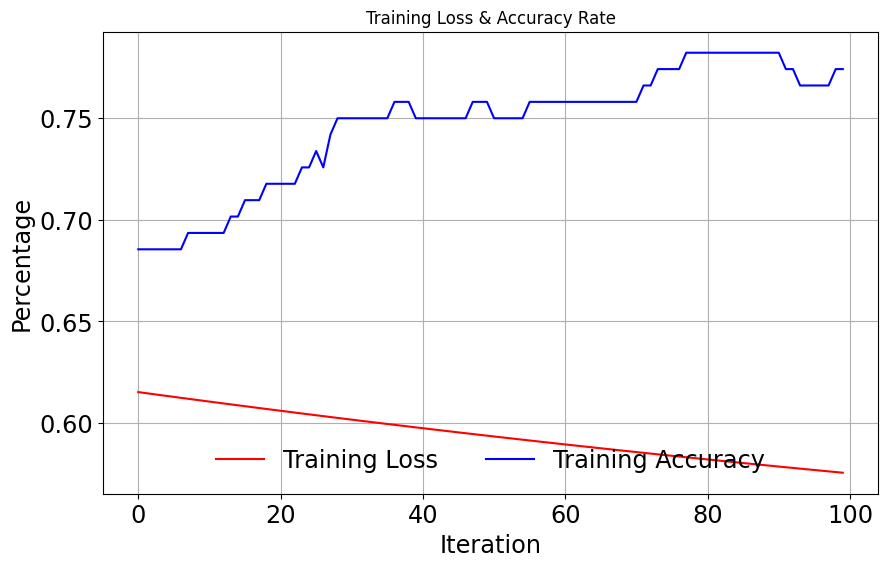 Training Loss & Accuracy Rate
Percentage
0.75
0.70
0.65
0.60
Training Loss
Training Accuracy
0 20 40 60 80 100
Iteration